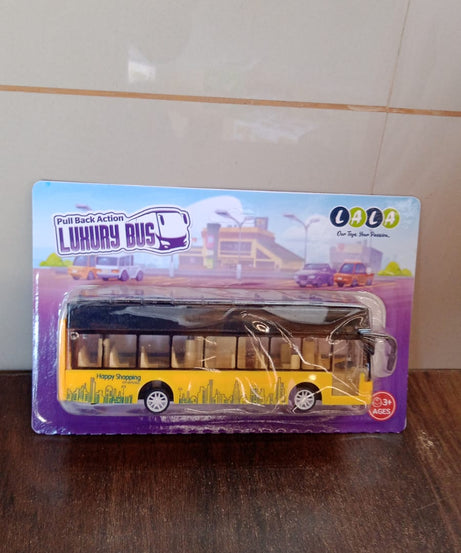 Pull Back Action
LUXURY BUS
LALA
Our Toys Your Passion..
Happy Shopping
3+
AGES